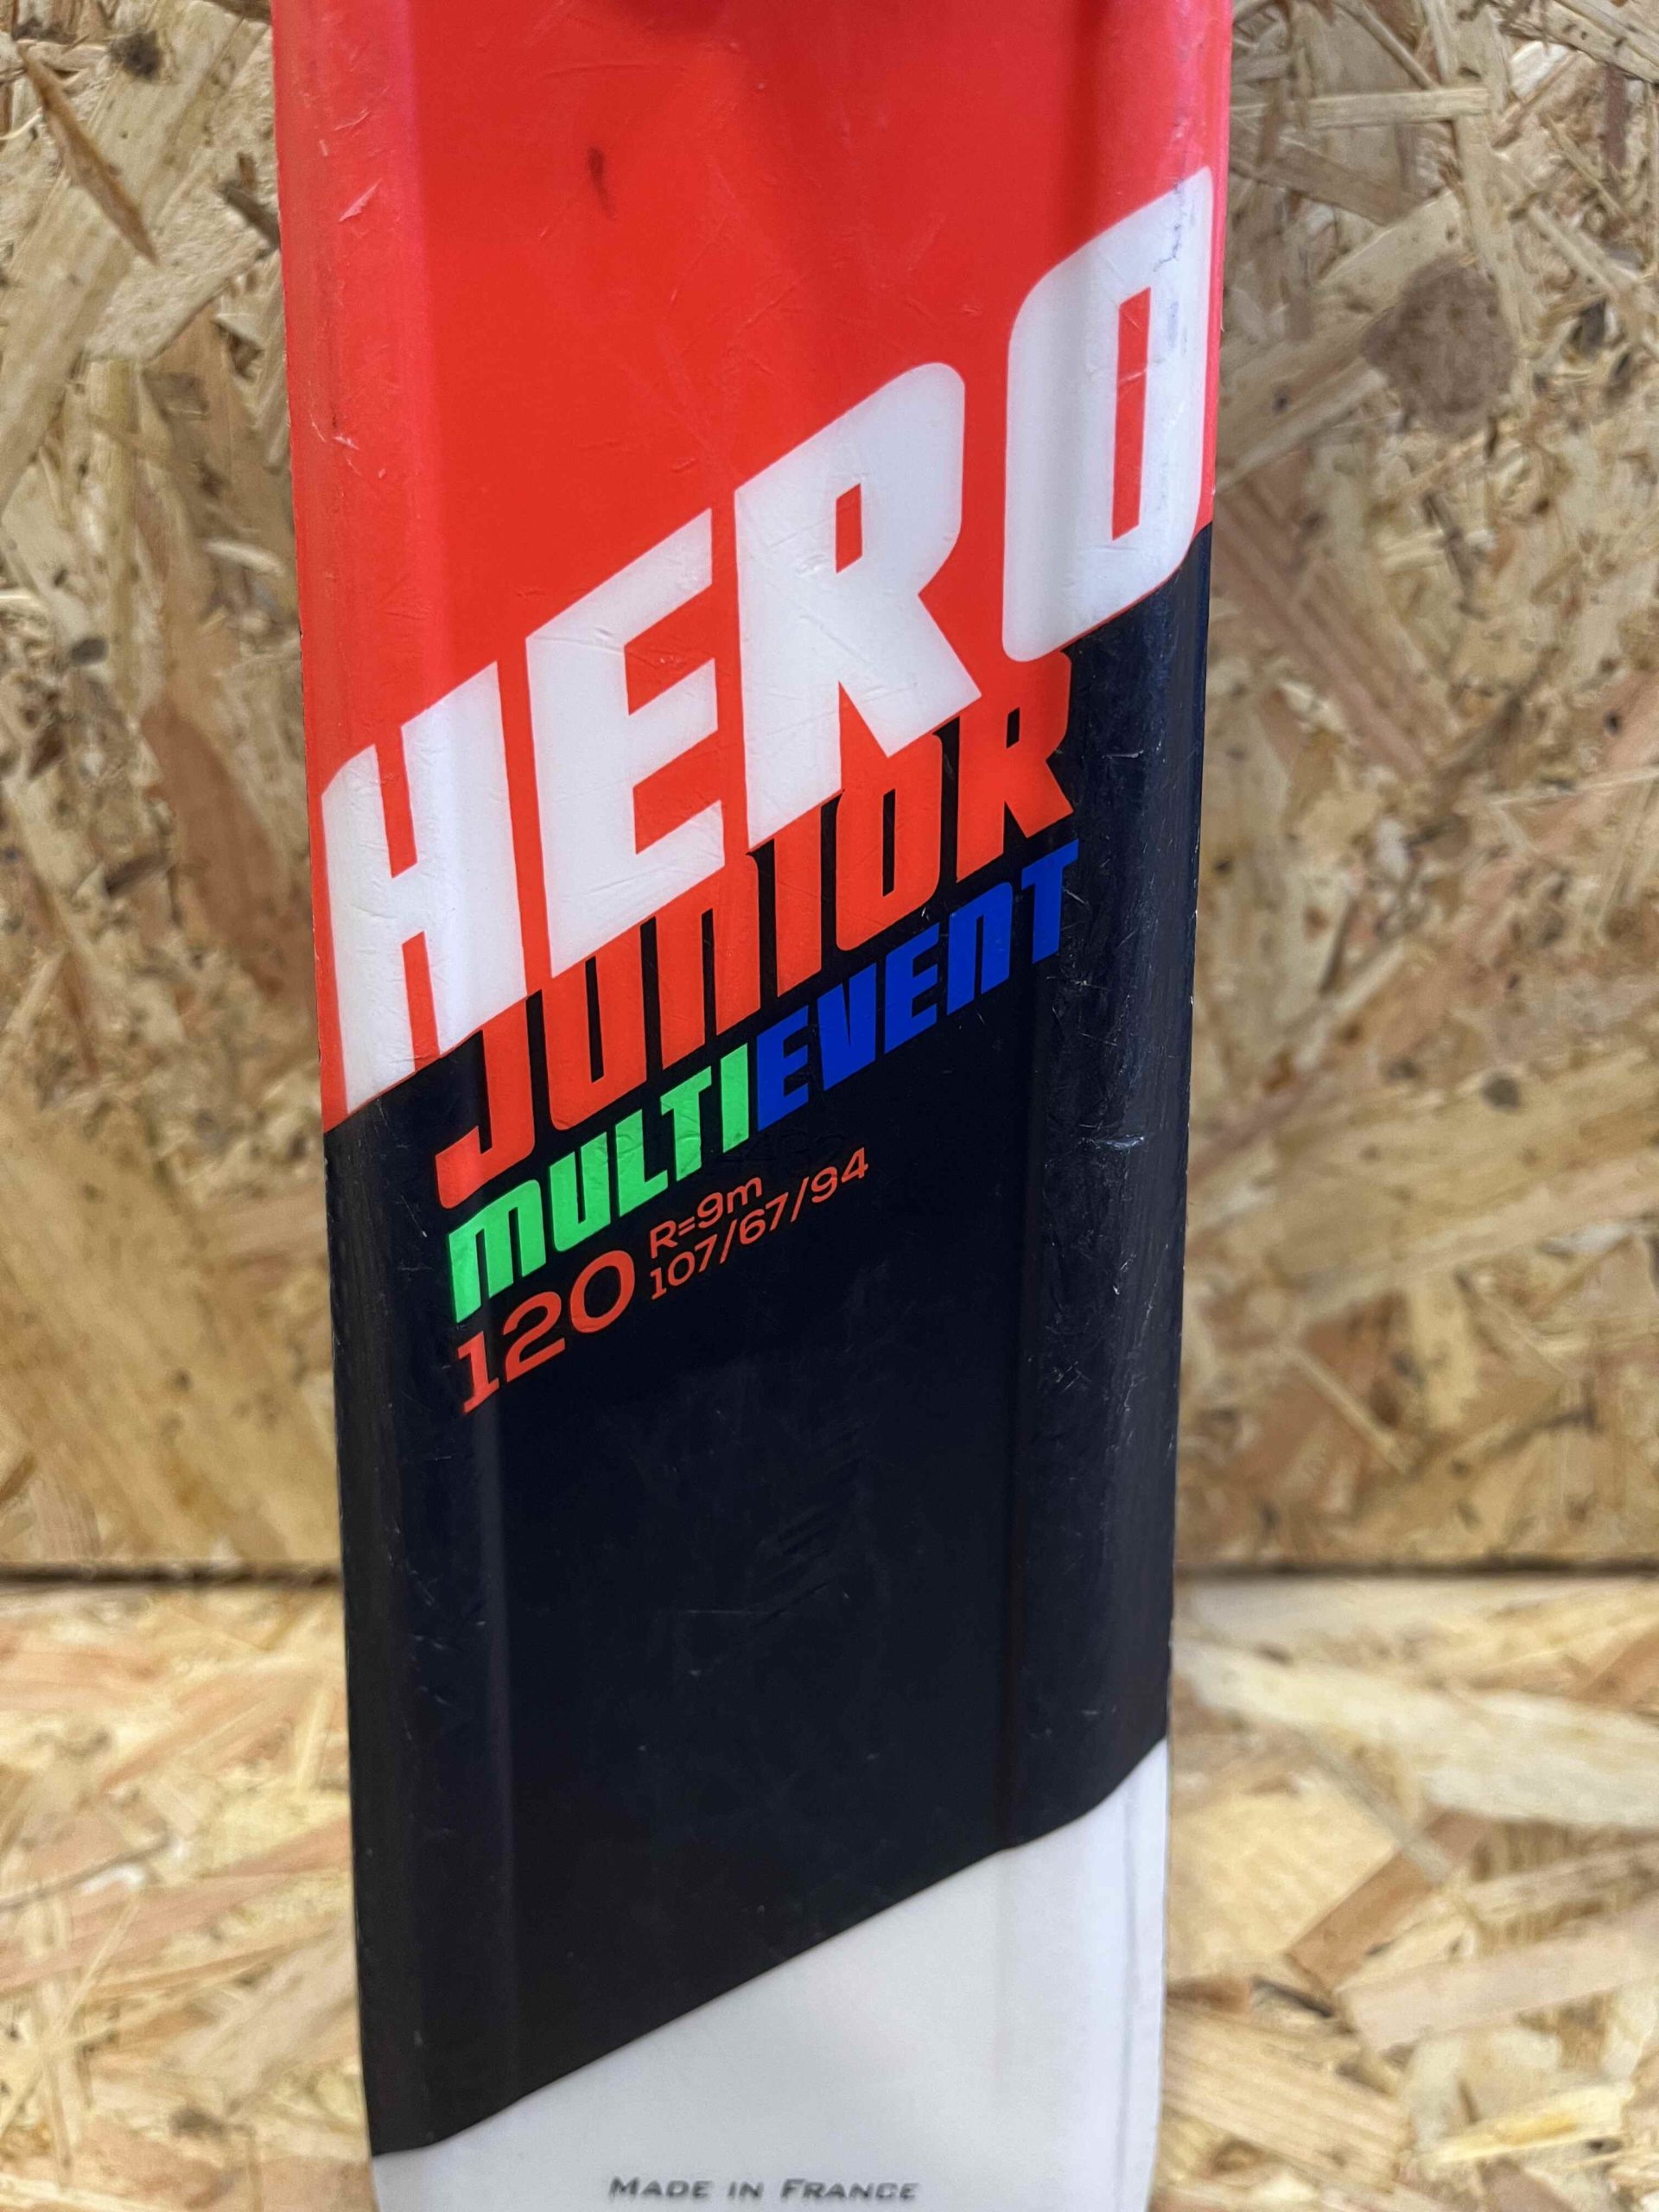 HERO
JUNIOR
MULTIEVENT
120 R=9m
107/67/94
MADE IN FRANCE